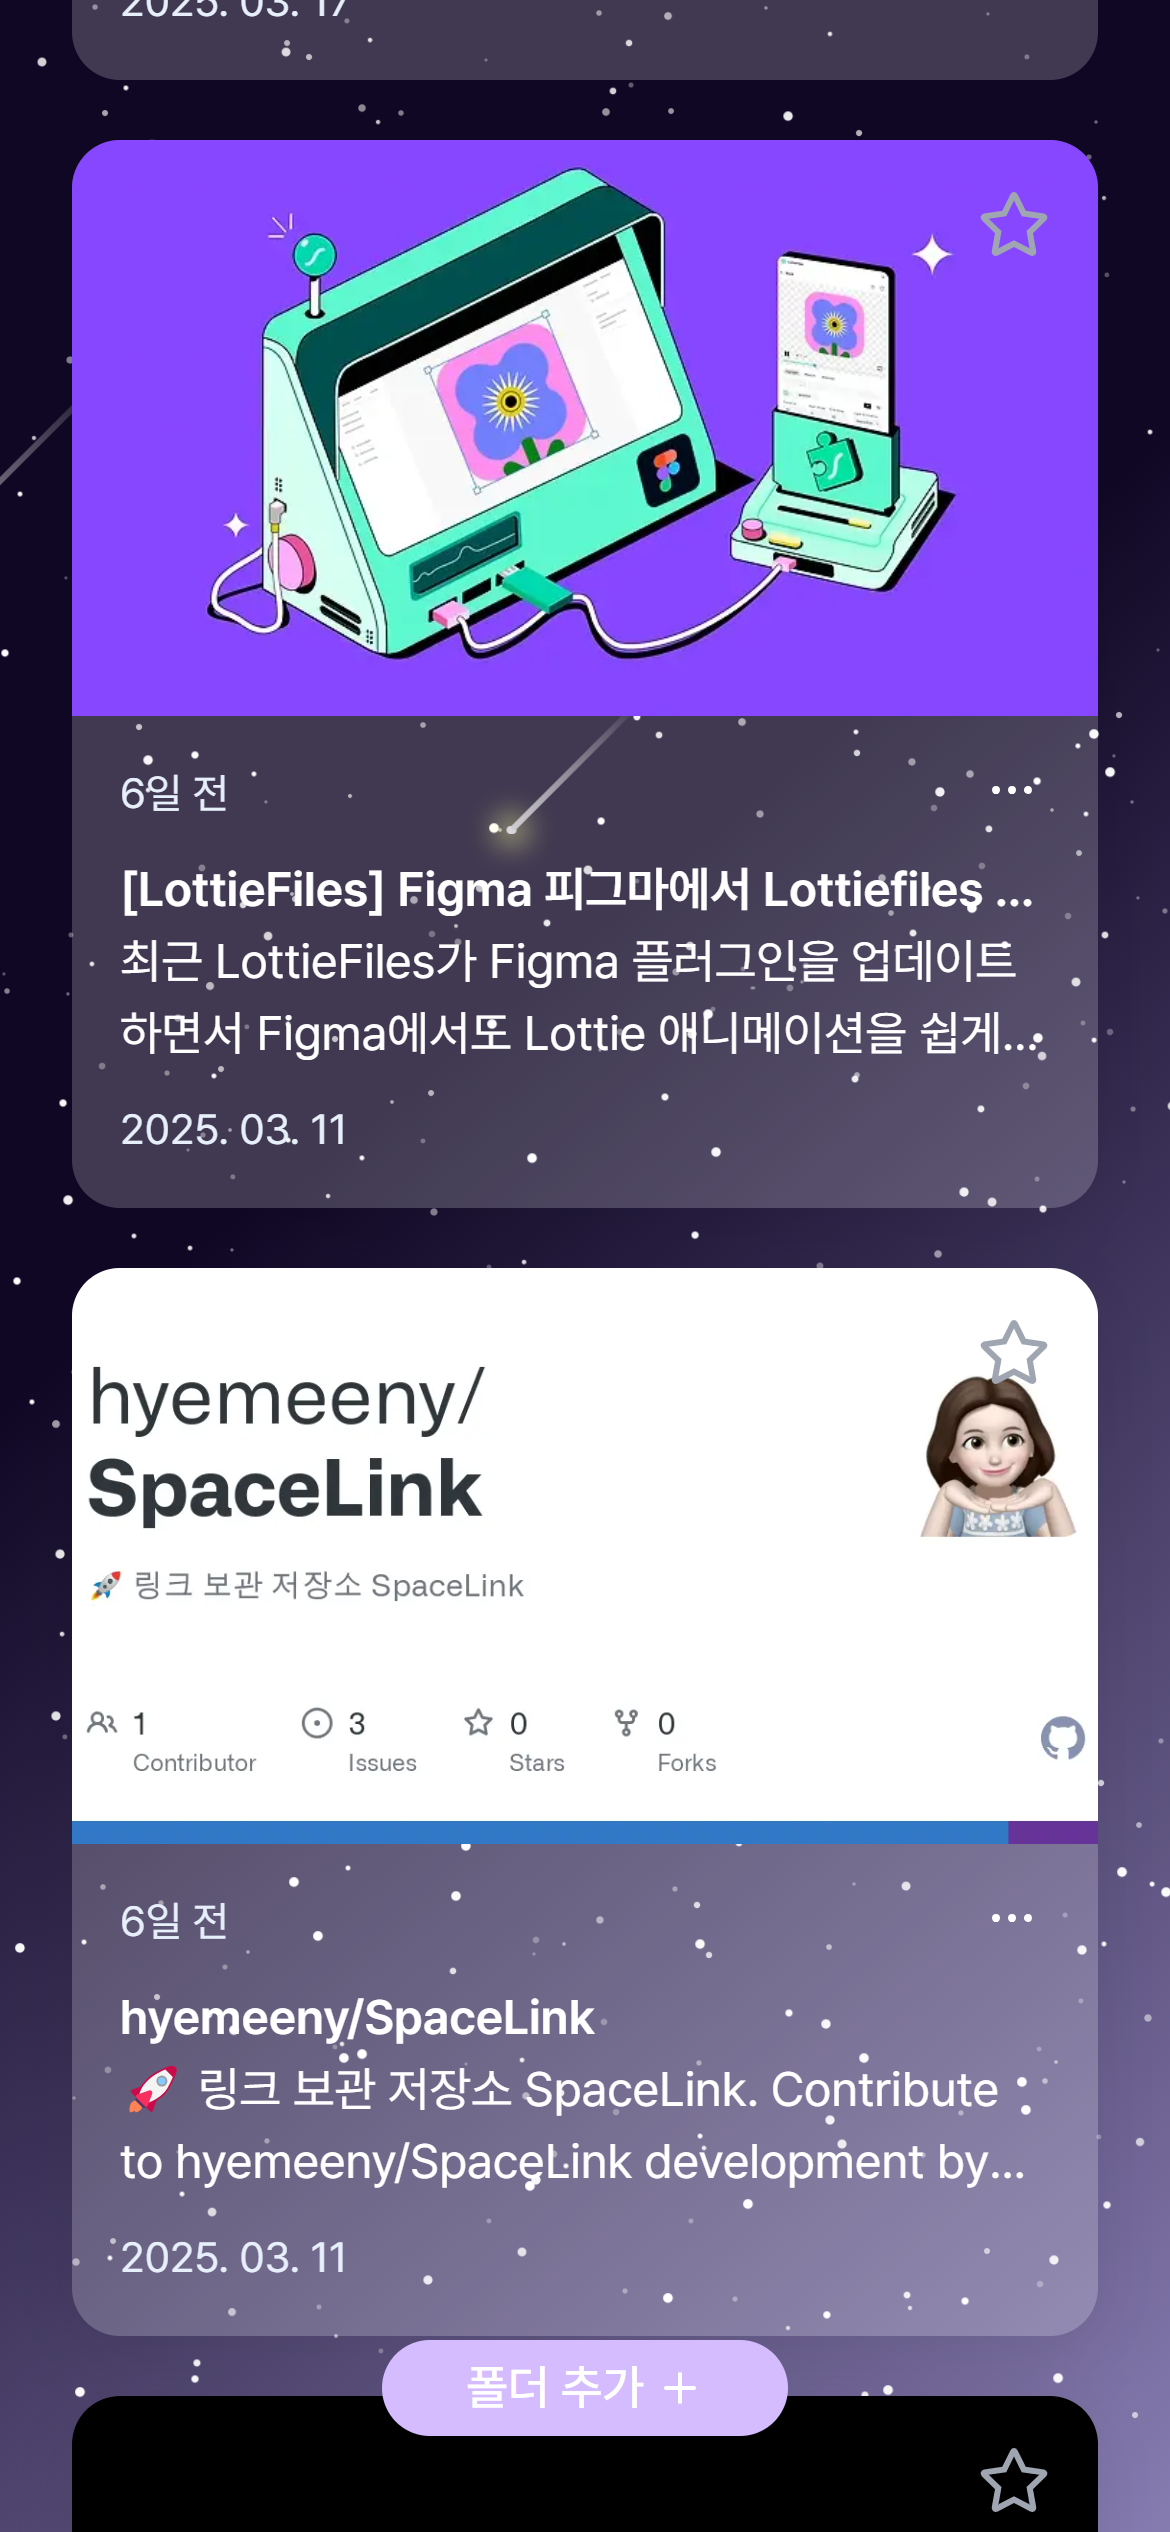 2025. 03. 17
6일 전
[LottieFiles] Figma 피그마에서 Lottiefiles ...
최근 LottieFiles가 Figma 플러그인을 업데이트
하면서 Figma에서또 Lottie 애니메이션을 쉽게...
2025. 03. 11
hyemeeny/
SpaceLink
🚀 링크 보관 저장소 SpaceLink
1 3 0 0
Contributor Issues Stars Forks
6일 전
hyemeeny/SpaceLink
🚀 링크 보관 저장소 SpaceLink. Contribute
to hyemeeny/SpaceLink development by...
2025. 03. 11
폴더 추가 +